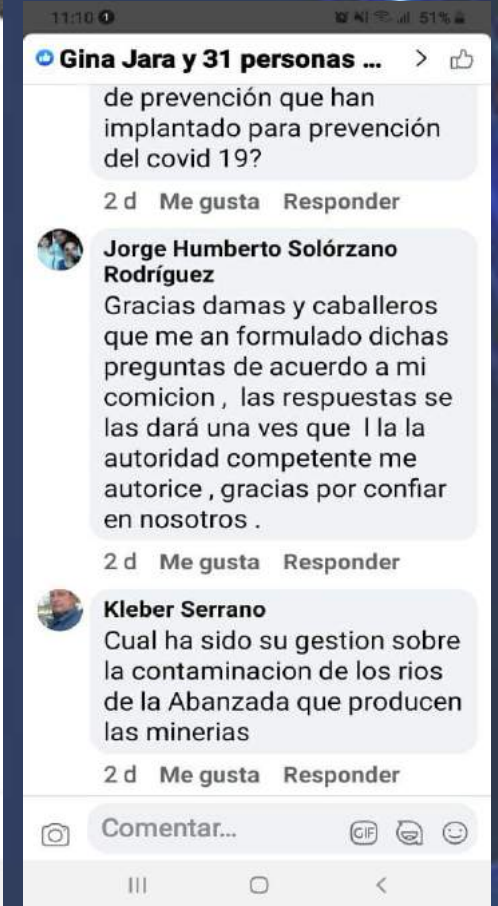 11:10
51%
Gina Jara y 31 personas ...
de prevención que han
implantado para prevención
del covid 19?
2 d Me gusta Responder
Jorge Humberto Solórzano
Rodríguez
Gracias damas y caballeros
que me an formulado dichas
preguntas de acuerdo a mi
comicion , las respuestas se
las dará una ves que l la la
autoridad competente me
autorice , gracias por confiar
en nosotros .
2 d Me gusta Responder
Kleber Serrano
Cual ha sido su gestion sobre
la contaminacion de los rios
de la Abanzada que producen
las minerias
2 d Me gusta Responder
Comentar...
GIF